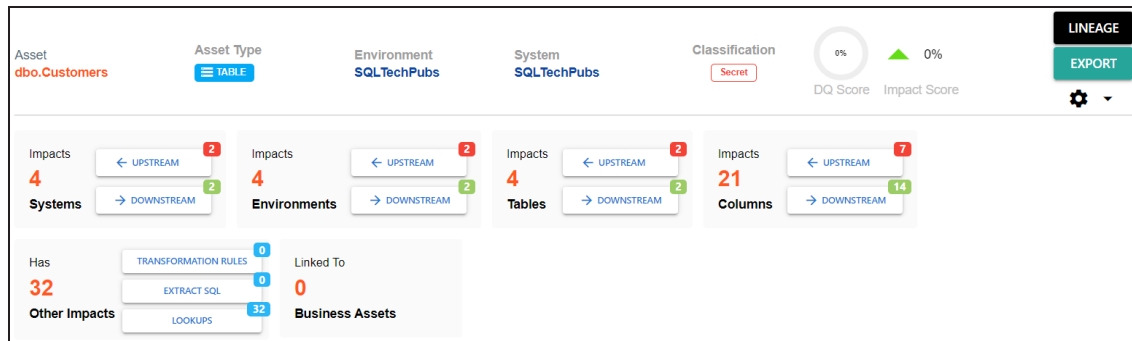 Asset
dbo.Customers
Asset Type
TABLE
Environment
SQLTechPubs
System
SQLTechPubs
Classification
Secret
0%
DQ Score
0%
Impact Score
LINEAGE
EXPORT
Impacts
4
Systems
UPSTREAM
2
DOWNSTREAM
2
Impacts
4
Environments
UPSTREAM
2
DOWNSTREAM
2
Impacts
4
Tables
UPSTREAM
2
DOWNSTREAM
2
Impacts
21
Columns
UPSTREAM
7
DOWNSTREAM
14
Has
32
Other Impacts
TRANSFORMATION RULES
0
EXTRACT SQL
0
LOOKUPS
32
Linked To
0
Business Assets